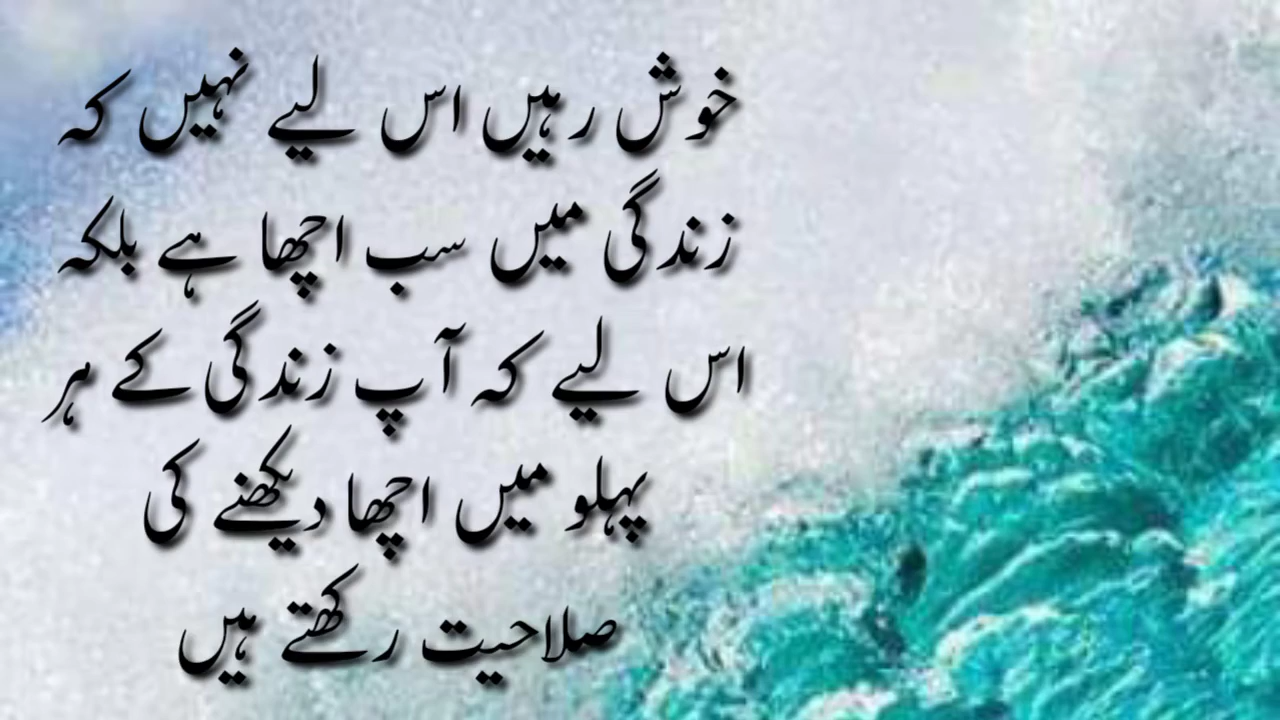 خوش رہیں اس لیے نہیں کہ
زندگی میں سب اچھا ہے بلکہ
اس لیے کہ آپ زندگی کے ہر
پہلو میں اچھا دیکھنے کی
صلاحیت رکھتے ہیں